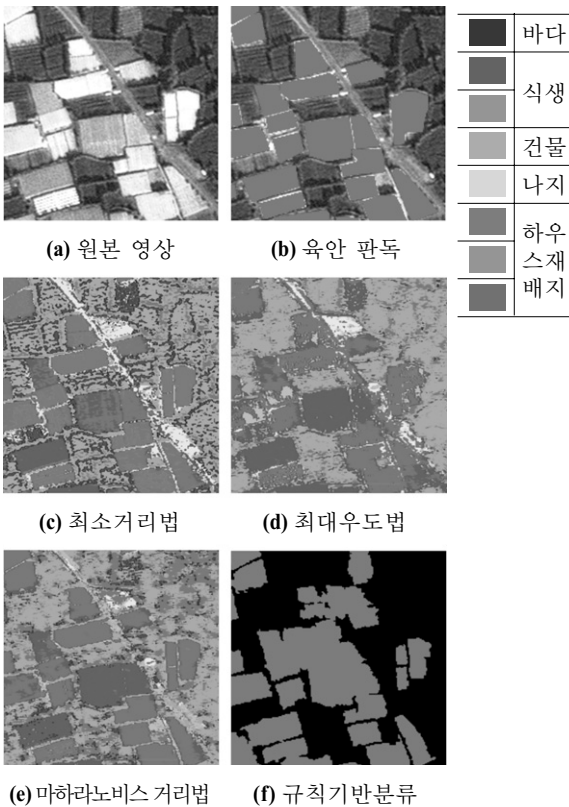 바다
식생
건물
나지
하우
스재
배지
(a) 원본 영상
(b) 육안 판독
(c) 최소거리법
(d) 최대우도법
(e) 마하라노비스 거리법
(f) 규칙기반분류